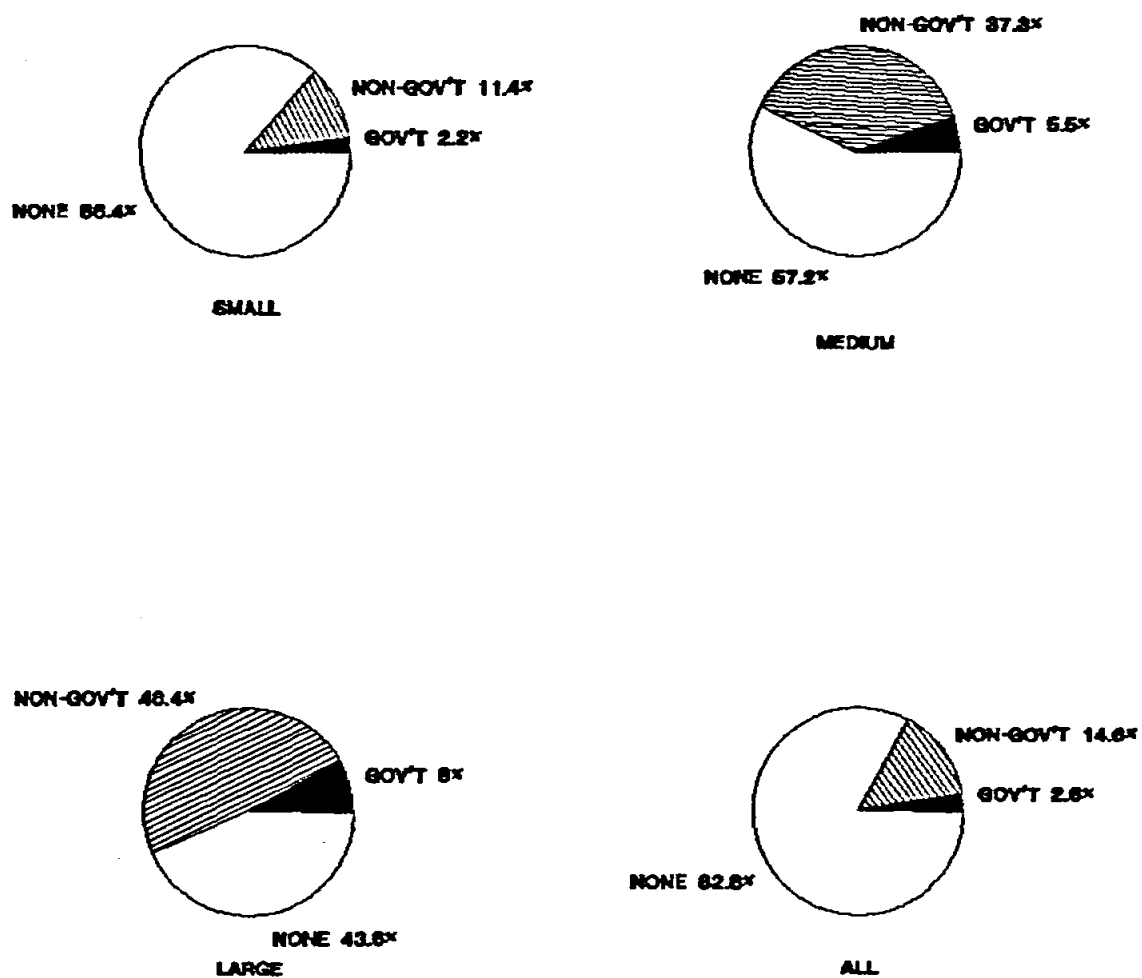 NON-GOV'T 37.3%
NON-GOV'T 11.4%
GOV'T 5.5%
GOV'T 2.2%
NONE 86.4%
NONE 57.2%
SMALL
MEDIUM
NON-GOV'T 48.4%
NON-GOV'T 14.6%
GOV'T 8%
GOV'T 2.6%
NONE 82.8%
NONE 43.6%
LARGE
ALL